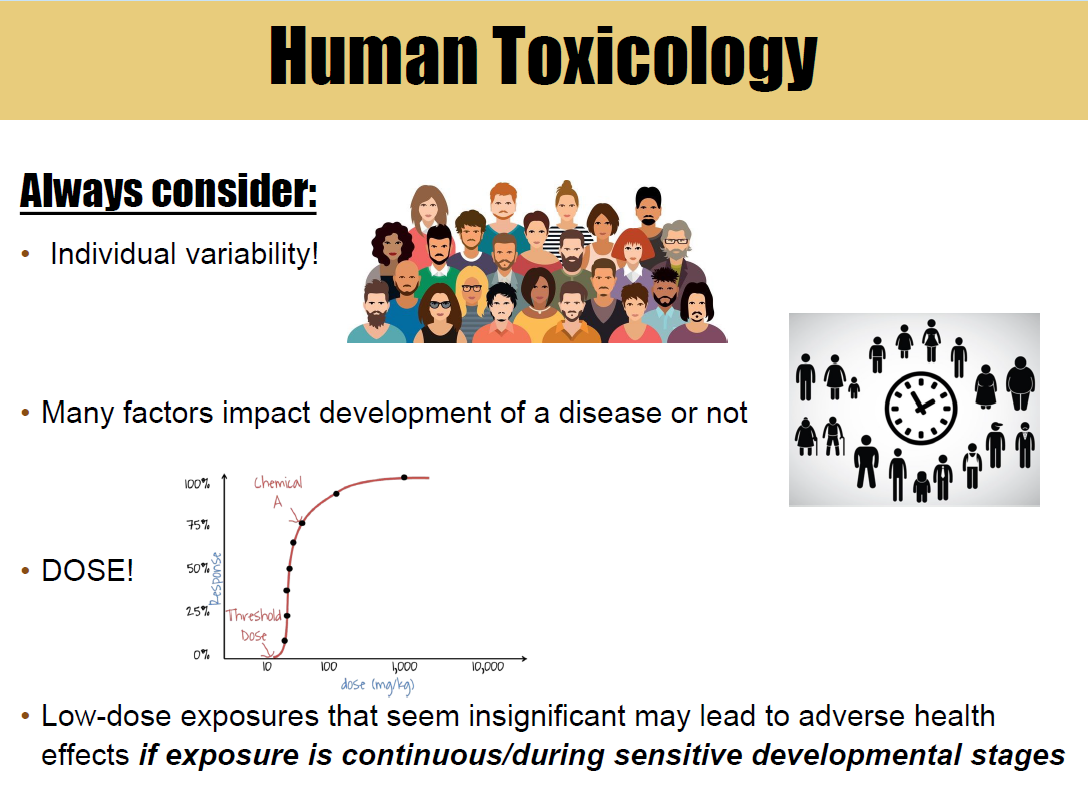 Human Toxicology
Always consider:
• Individual variability!
• Many factors impact development of a disease or not
• DOSE!
100%
75%
50%
25%
0%
Response
Chemical
A
Threshold
Dose
10
100
1,000
10,000
dose (mg/kg)
• Low-dose exposures that seem insignificant may lead to adverse health
effects if exposure is continuous/during sensitive developmental stages